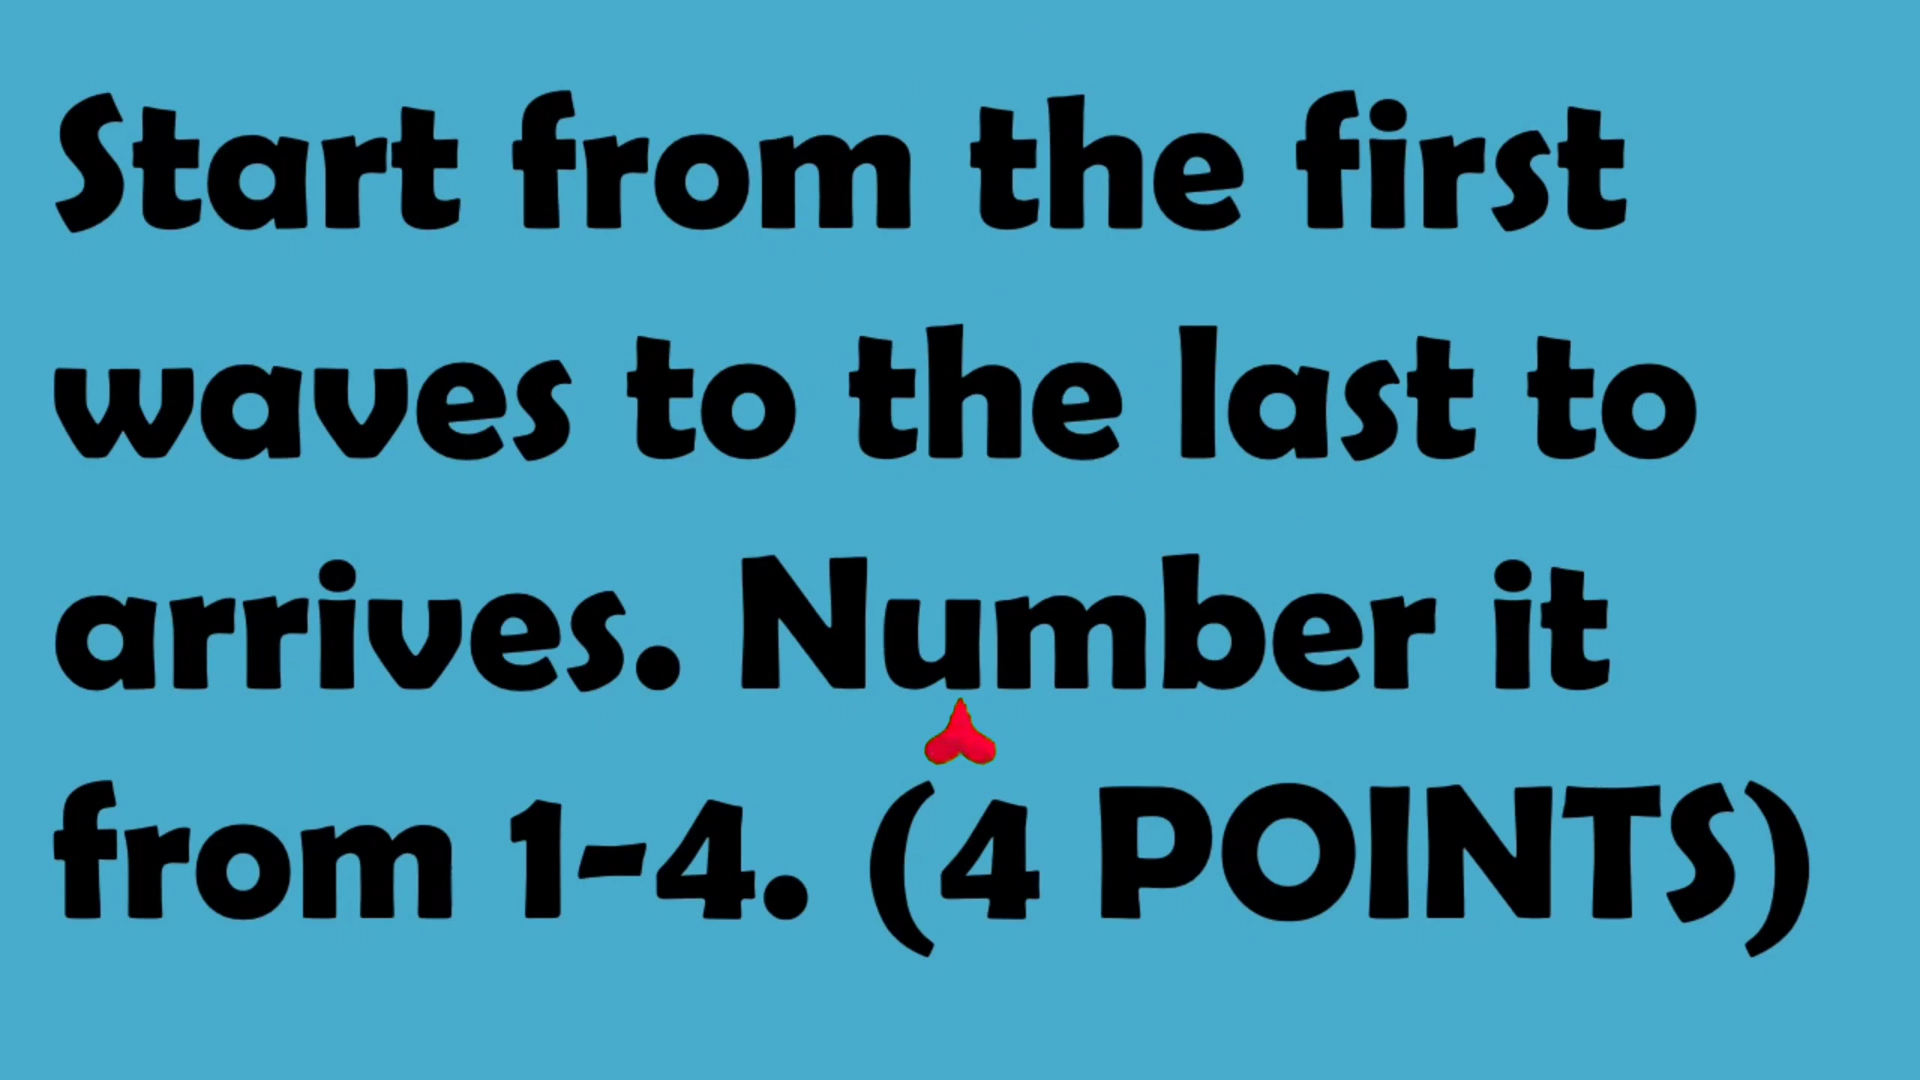 Start from the first
waves to the last to
arrives. Number it
from 1-4. (4 POINTS)